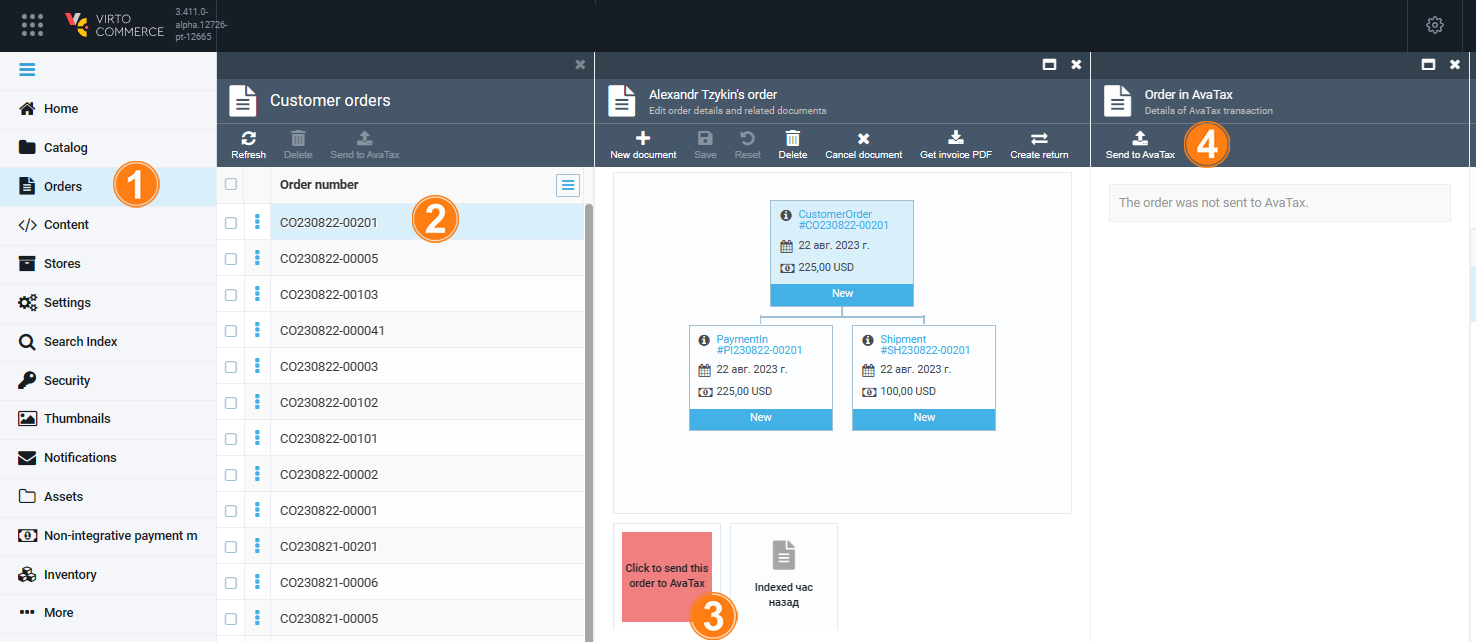 VIRTO
COMMERCE
3.411.0-
alpha.12726-
pt-12665
Home
Catalog
Orders
1
Content
Stores
Settings
Search Index
Security
Thumbnails
Notifications
Assets
Non-integrative payment m
Inventory
More
Customer orders
Refresh
Delete
Send to AvaTax
Order number
CO230822-00201
2
CO230822-00005
CO230822-00103
CO230822-000041
CO230822-00003
CO230822-00102
CO230822-00101
CO230822-00002
CO230822-00001
CO230821-00201
CO230821-00006
CO230821-00005
Alexandr Tzykin's order
Edit order details and related documents
New document
Save
Reset
Delete
Cancel document
Get invoice PDF
Create return
CustomerOrder
#CO230822-00201
22 авг. 2023 г.
225,00 USD
New
PaymentIn
#PI230822-00201
22 авг. 2023 г.
225,00 USD
New
Shipment
#SH230822-00201
22 авг. 2023 г.
100,00 USD
New
Click to send this
order to AvaTax
3
Indexed час
назад
Order in AvaTax
Details of AvaTax transaction
Send to AvaTax
4
The order was not sent to AvaTax.